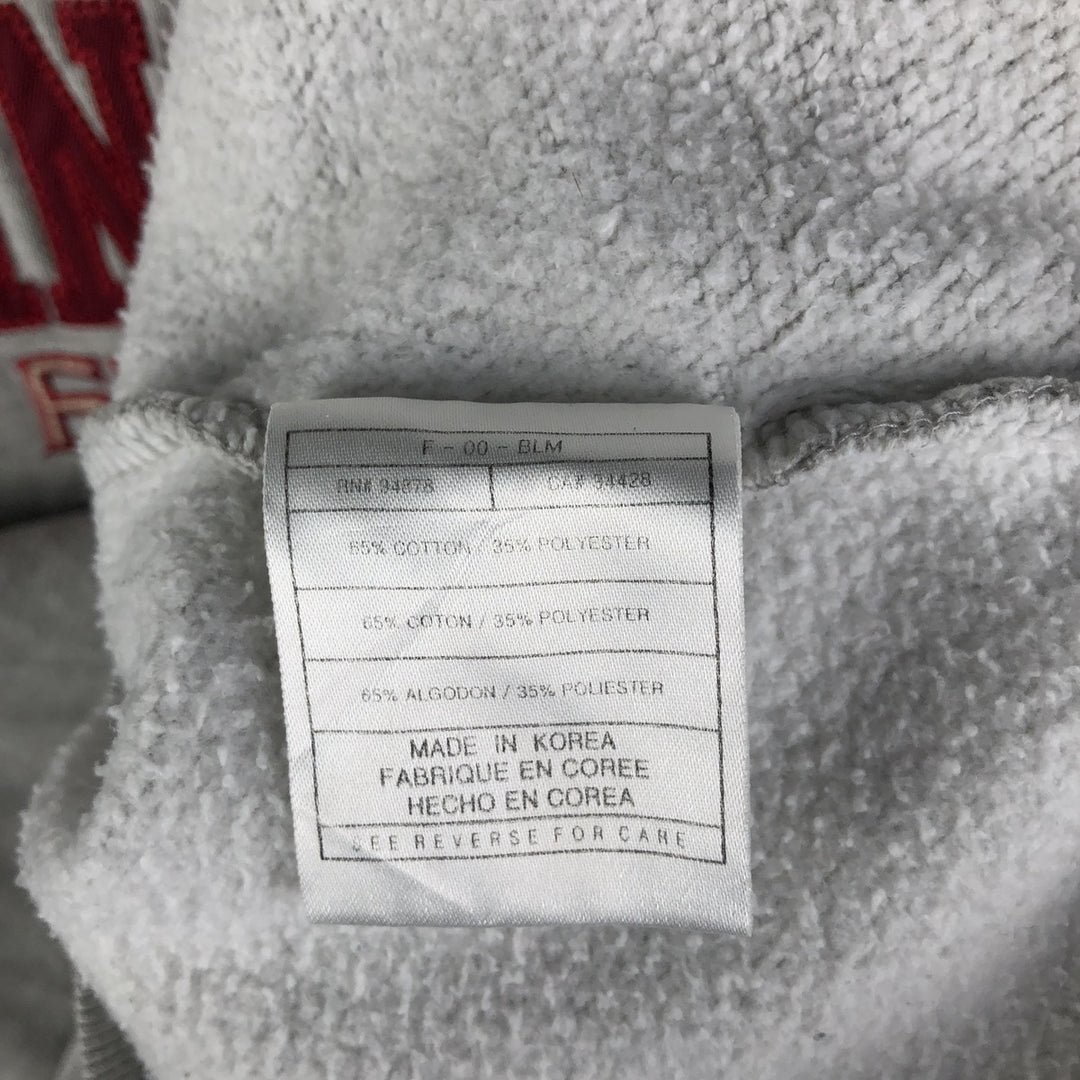 N
F
F - 00 - BLM
RN# 94878 CA# 34428
65% COTTON / 35% POLYESTER
65% COTON / 35% POLYESTER
65% ALGODON / 35% POLIESTER
MADE IN KOREA
FABRIQUE EN COREE
HECHO EN COREA
SEE REVERSE FOR CARE